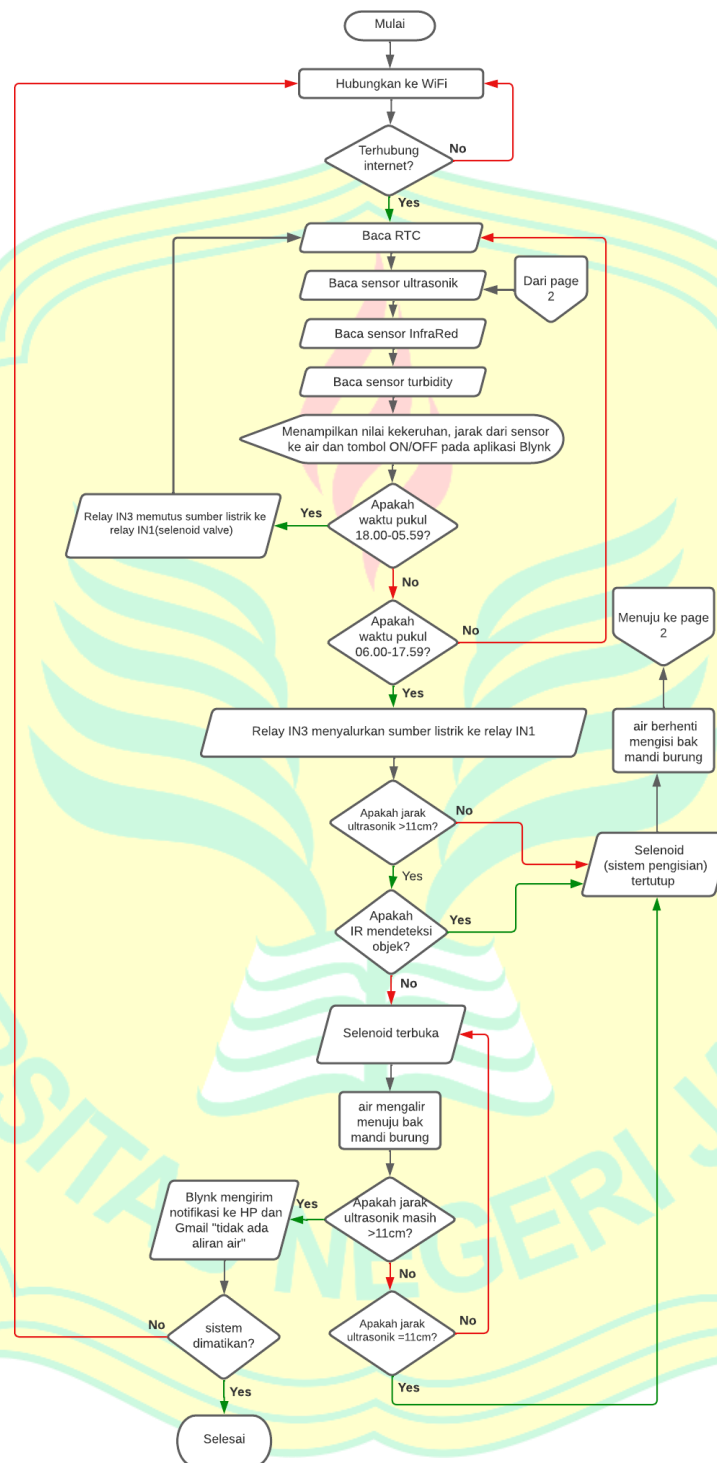 Mulai
Hubungkan ke WiFi
Terhubung
internet?
No
Yes
Baca RTC
Baca sensor ultrasonik
Dari page
2
Baca sensor InfraRed
Baca sensor turbidity
Menampilkan nilai kekeruhan, jarak dari sensor
ke air dan tombol ON/OFF pada aplikasi Blynk
Apakah
waktu pukul
18.00-05.59?
Yes
Relay IN3 memutus sumber listrik ke
relay IN1(selenoid valve)
No
Apakah
waktu pukul
06.00-17.59?
No
Yes
Menuju ke page
2
air berhenti
mengisi bak
mandi burung
Relay IN3 menyalurkan sumber listrik ke relay IN1
Apakah jarak
ultrasonik >11cm?
No
Yes
Selenoid
(sistem pengisian)
tertutup
Apakah
IR mendeteksi
objek?
Yes
No
Selenoid terbuka
air mengalir
menuju bak
mandi burung
Apakah jarak
ultrasonik masih
>11cm?
Yes
Blynk mengirim
notifikasi ke HP dan
Gmail "tidak ada
aliran air"
No
Apakah jarak
ultrasonik =11cm?
No
Yes
sistem
dimatikan?
No
Yes
Selesai
SITAS NEGERI J